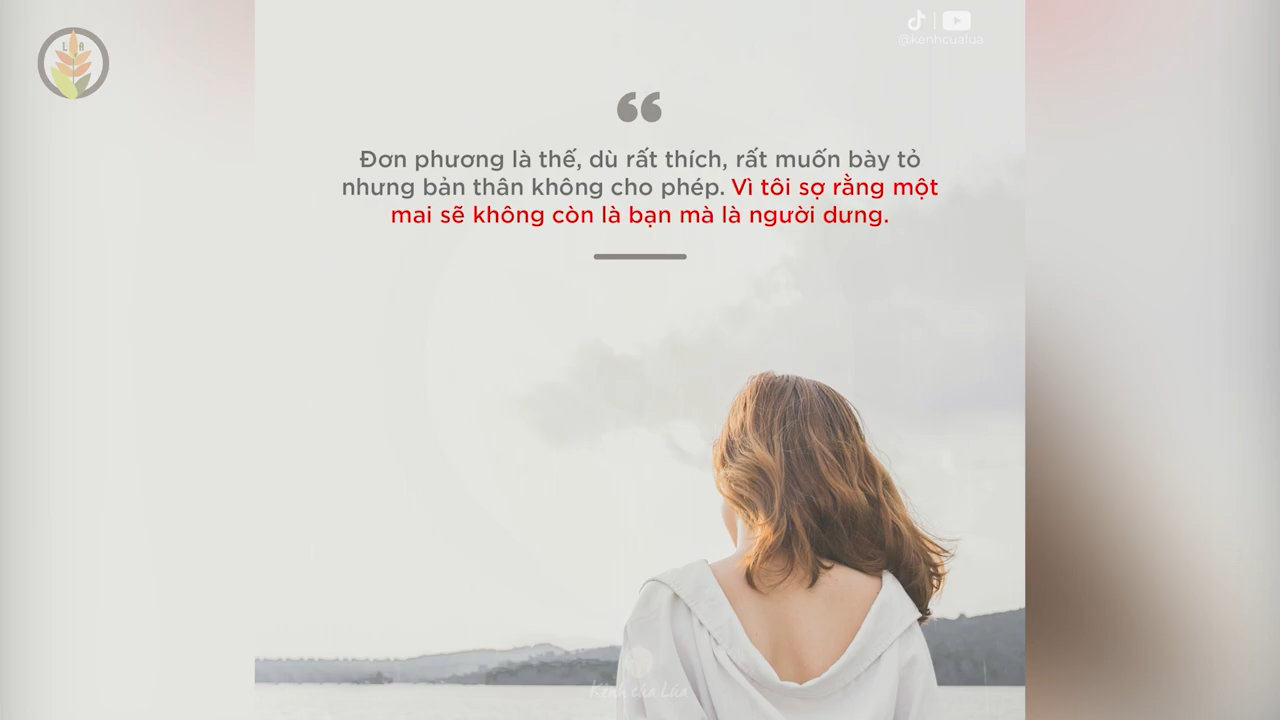 L A
@kenhcualua
❝
Đơn phương là thế, dù rất thích, rất muốn bày tỏ
nhưng bản thân không cho phép. Vì tôi sợ rằng một
mai sẽ không còn là bạn mà là người dưng.
Kênh của Lúa